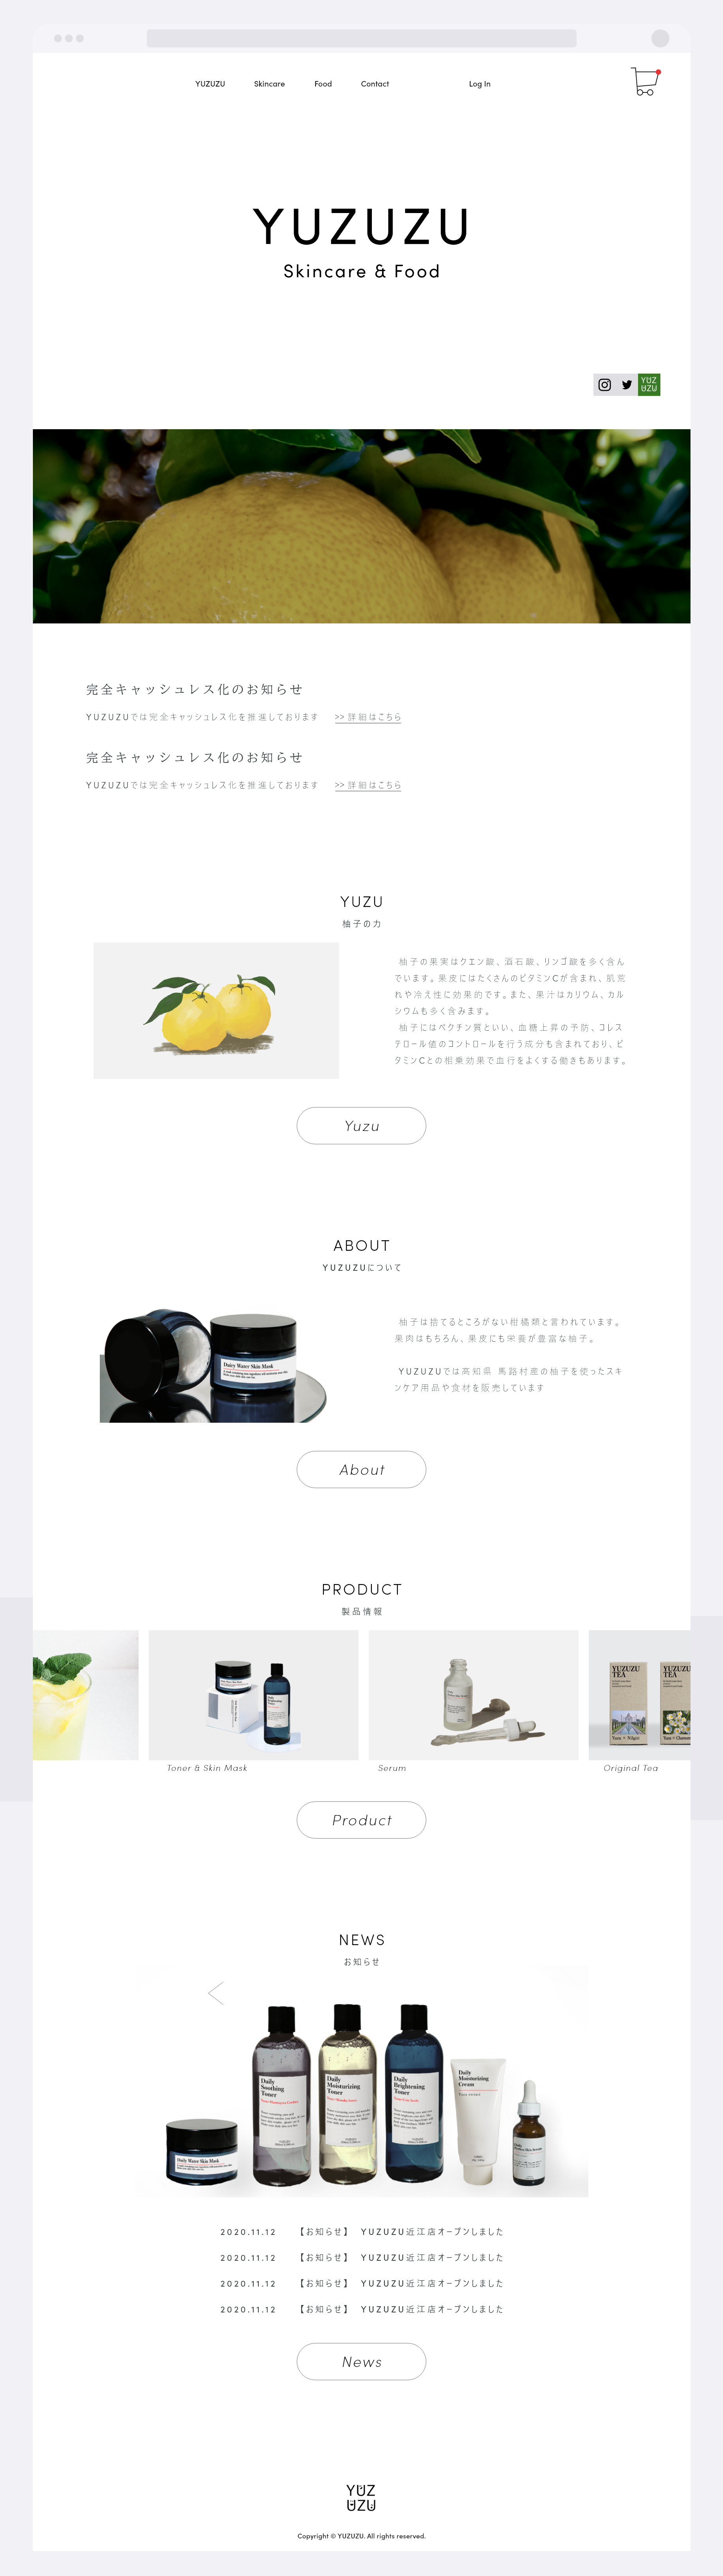 YUZUZU Skincare Food Contact Log In
YUZUZU
Skincare & Food
YUZ
UZU
完全キャッシュレス化のお知らせ
YUZUZUでは完全キャッシュレス化を推進しております >> 詳細はこちら
完全キャッシュレス化のお知らせ
YUZUZUでは完全キャッシュレス化を推進しております >> 詳細はこちら
YUZU
柚子の力
柚子の果実はクエン酸、酒石酸、リンゴ酸を多く含ん
でいます。果皮にはたくさんのビタミンCが含まれ、肌荒
れや冷え性に効果的です。また、果汁はカリウム、カル
シウムも多く含みます。
柚子にはペクチン質といい、血糖上昇の予防、コレス
テロール値のコントロールを行う成分も含まれており、ビ
タミンCとの相乗効果で血行をよくする働きもあります。
Yuzu
ABOUT
YUZUZUについて
Daizy Water Skin Mask
柚子は捨てるところがない柑橘類と言われています。
果肉はもちろん、果皮にも栄養が豊富な柚子。
YUZUZUでは高知県 馬路村産の柚子を使ったスキ
ンケア用品や食材を販売しています
About
PRODUCT
製品情報
YUZUZU
TEA
YUZUZU
TEA
Yuzu × Nilgiri
Toner & Skin Mask
Serum
Original Tea
Product
NEWS
お知らせ
Daily
Soothing
Toner
Daily
Moisturizing
Toner
Daily
Brightening
Toner
Daily
Moisturizing
Cream
Daily Water Skin Mask
2020.11.12 【お知らせ】 YUZUZU近江店オープンしました
2020.11.12 【お知らせ】 YUZUZU近江店オープンしました
2020.11.12 【お知らせ】 YUZUZU近江店オープンしました
2020.11.12 【お知らせ】 YUZUZU近江店オープンしました
News
YUZ
UZU
Copyright © YUZUZU. All rights reserved.